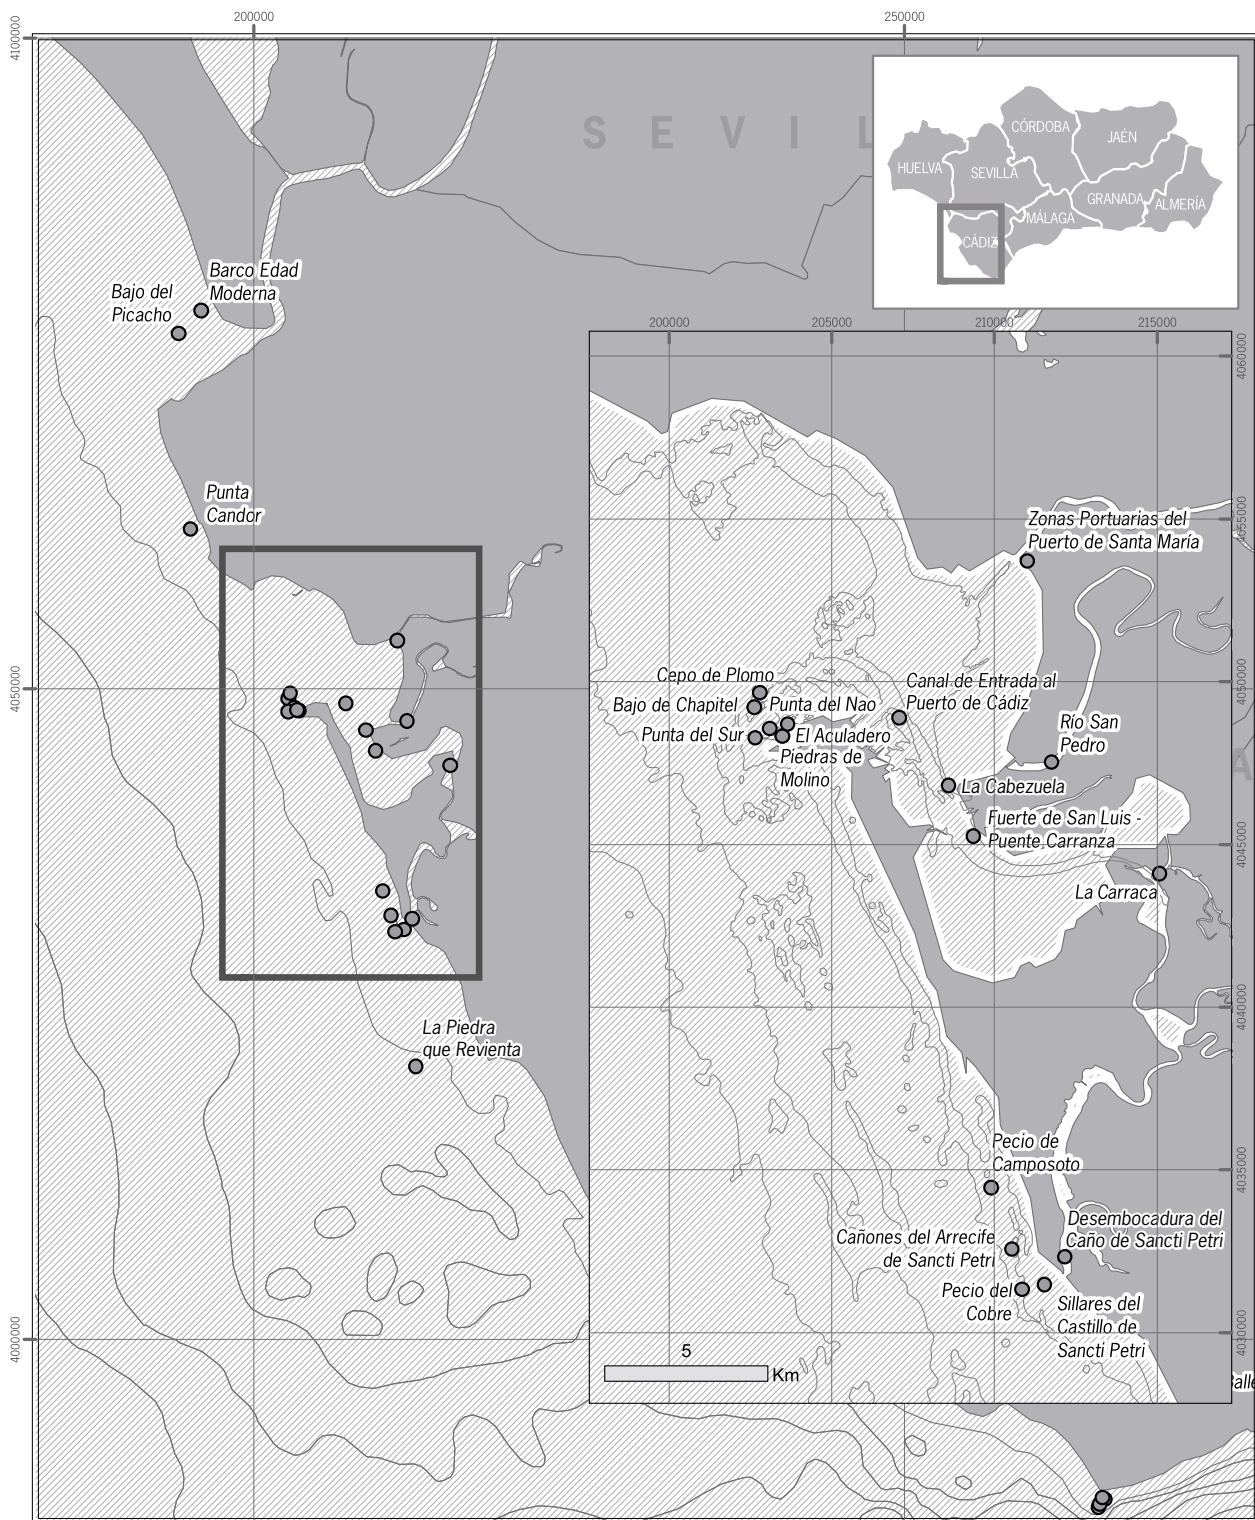 200000
250000
4100000
S E V I L
CÓRDOBA
JAÉN
HUELVA
SEVILLA
GRANADA
ALMERÍA
MÁLAGA
CÁDIZ
Barco Edad
Moderna
Bajo del
Picacho
200000
205000
210000
215000
4060000
Punta
Candor
4055000
Zonas Portuarias del
Puerto de Santa María
4050000
4050000
Cepo de Plomo
Canal de Entrada al
Puerto de Cádiz
Bajo de Chapitel
Punta del Nao
Punta del Sur
El Aculadero
Río San
Pedro
Piedras de
Molino
A
La Cabezuela
Fuerte de San Luis -
Puente Carranza
4045000
La Carraca
4040000
La Piedra
que Revienta
Pecio de
Camposoto
4035000
Desembocadura del
Caño de Sancti Petri
Cañones del Arrecife
de Sancti Petri
Pecio del
Cobre
Sillares del
Castillo de
Sancti Petri
4030000
4000000
5
Km